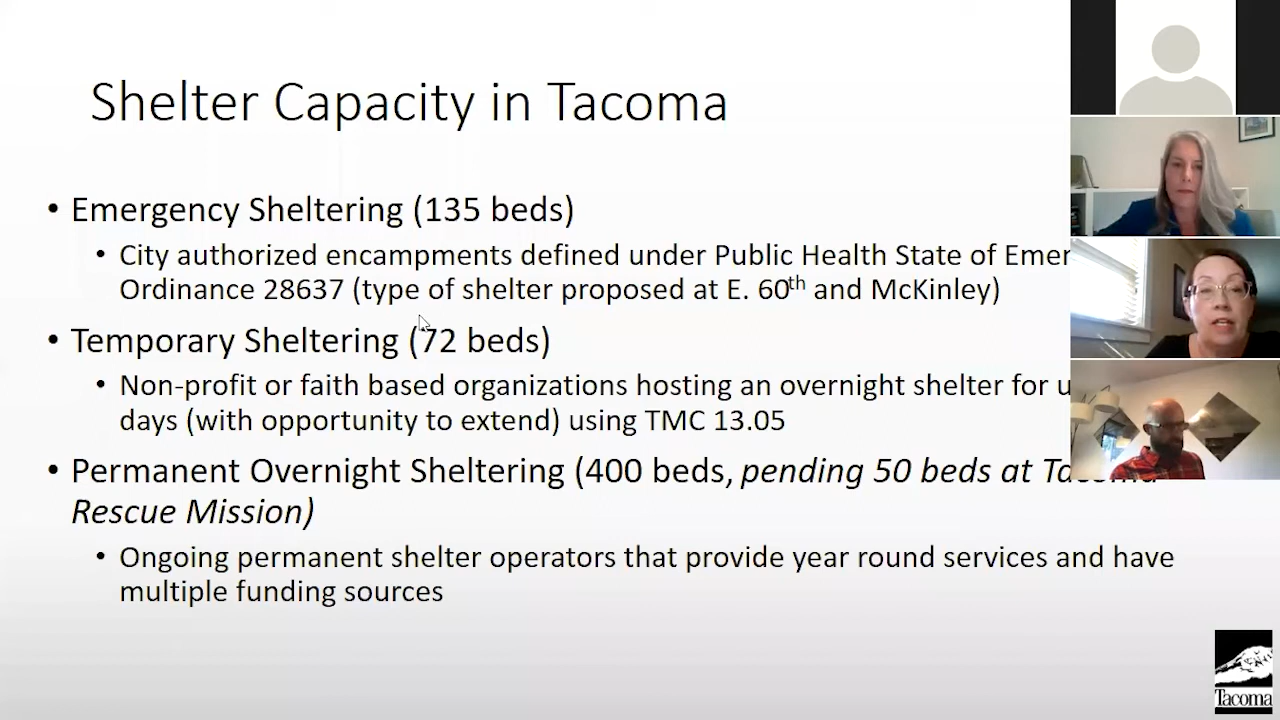 Shelter Capacity in Tacoma
• Emergency Sheltering (135 beds)
• City authorized encampments defined under Public Health State of Emer
Ordinance 28637 (type of shelter proposed at E. 60th and McKinley)
• Temporary Sheltering (72 beds)
• Non-profit or faith based organizations hosting an overnight shelter for u
days (with opportunity to extend) using TMC 13.05
• Permanent Overnight Sheltering (400 beds, pending 50 beds at Tacoma
Rescue Mission)
• Ongoing permanent shelter operators that provide year round services and have
multiple funding sources
Tacoma